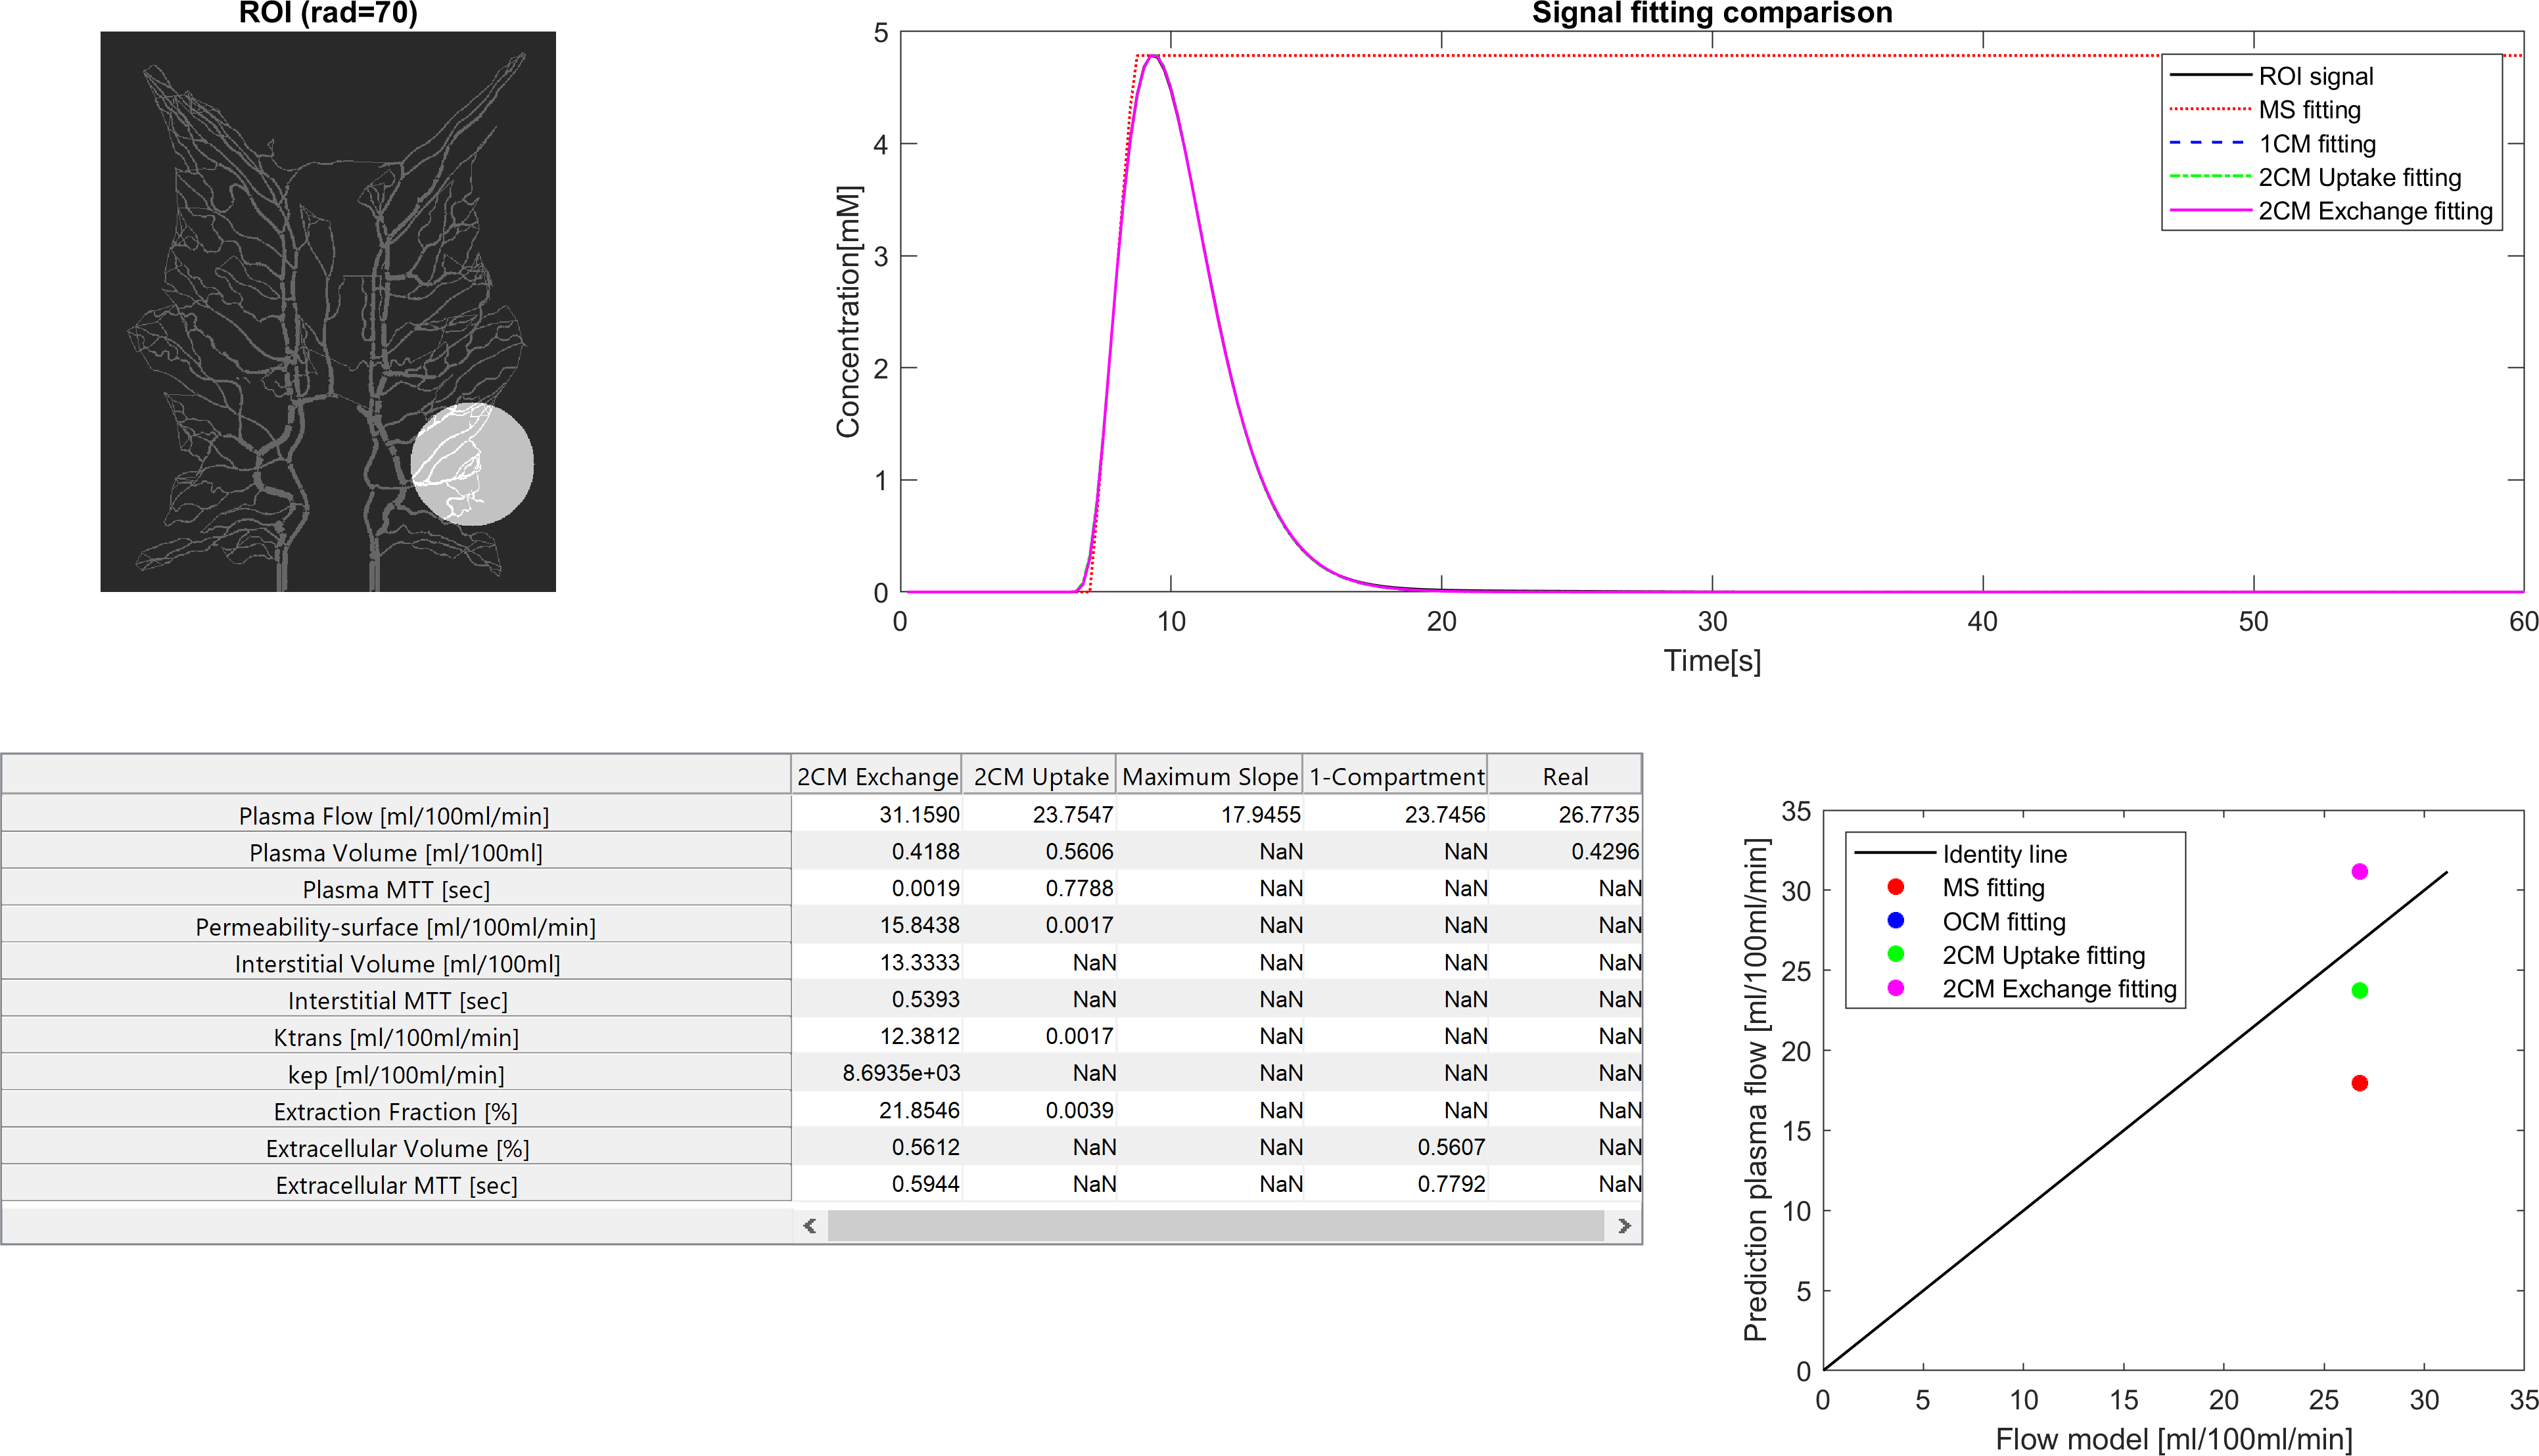 ROI (rad=70)
Signal fitting comparison
5
4
3
2
1
0
Concentration[mM]
0 10 20 30 40 50 60
Time[s]
ROI signal
MS fitting
1CM fitting
2CM Uptake fitting
2CM Exchange fitting
2CM Exchange 2CM Uptake Maximum Slope 1-Compartment Real
Plasma Flow [ml/100ml/min] 31.1590 23.7547 17.9455 23.7456 26.7735
Plasma Volume [ml/100ml] 0.4188 0.5606 NaN NaN 0.4296
Plasma MTT [sec] 0.0019 0.7788 NaN NaN NaN
Permeability-surface [ml/100ml/min] 15.8438 0.0017 NaN NaN NaN
Interstitial Volume [ml/100ml] 13.3333 NaN NaN NaN NaN
Interstitial MTT [sec] 0.5393 NaN NaN NaN NaN
Ktrans [ml/100ml/min] 12.3812 0.0017 NaN NaN NaN
kep [ml/100ml/min] 8.6935e+03 NaN NaN NaN NaN
Extraction Fraction [%] 21.8546 0.0039 NaN NaN NaN
Extracellular Volume [%] 0.5612 NaN NaN 0.5607 NaN
Extracellular MTT [sec] 0.5944 NaN NaN 0.7792 NaN
35
30
25
20
15
10
5
0
Prediction plasma flow [ml/100ml/min]
Identity line
MS fitting
OCM fitting
2CM Uptake fitting
2CM Exchange fitting
0 5 10 15 20 25 30 35
Flow model [ml/100ml/min]